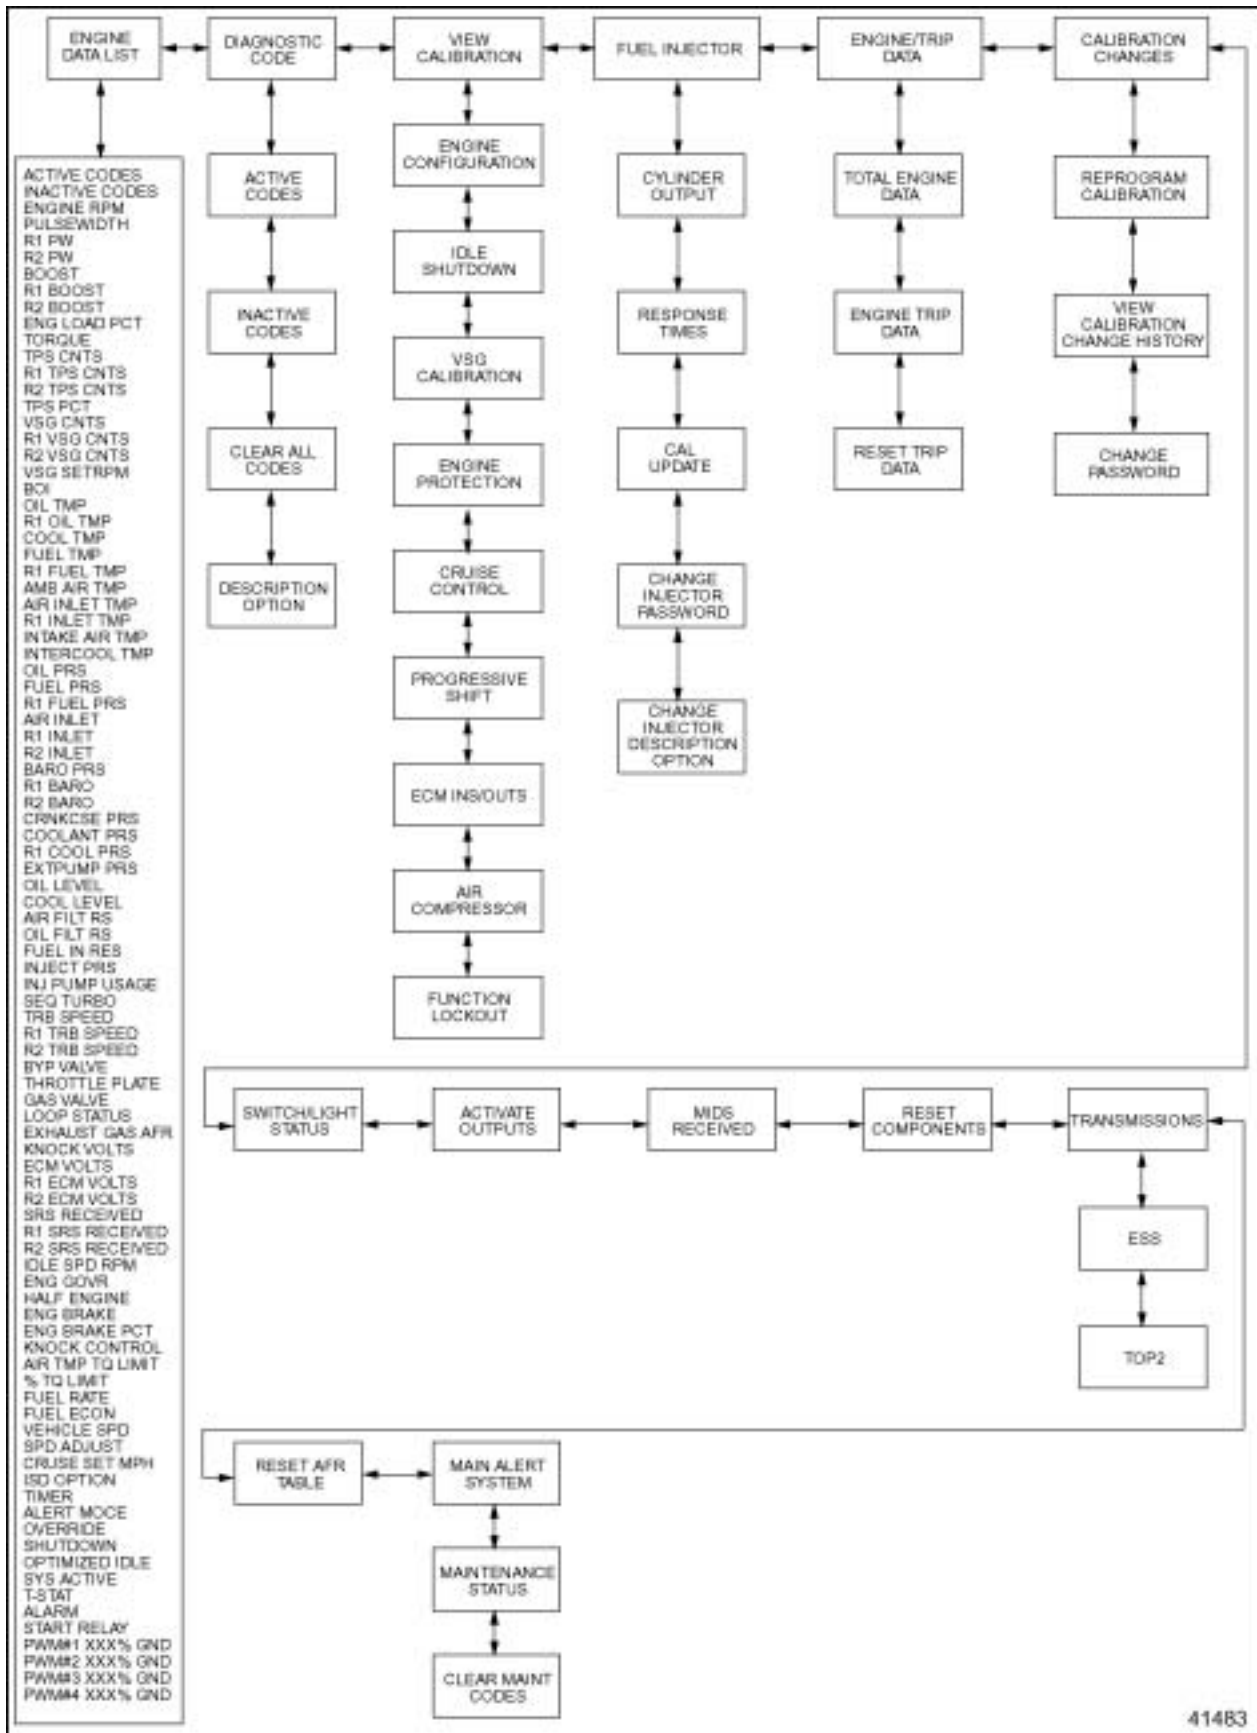 ENGINE
DATA LIST
DIAGNOSTIC
CODE
VIEW
CALIBRATION
FUEL INJECTOR
ENGINE/TRIP
DATA
CALIBRATION
CHANGES
ACTIVE CODES
INACTIVE CODES
ENGINE RPM
PULSEWIDTH
R1 PW
R2 PW
BOOST
R1 BOOST
R2 BOOST
ENG LOAD PCT
TORQUE
TPS CNTS
R1 TPS CNTS
R2 TPS CNTS
TPS PCT
VSG CNTS
R1 VSG CNTS
R2 VSG CNTS
VSG SETRPM
BOI
OIL TMP
R1 OIL TMP
COOL TMP
FUEL TMP
R1 FUEL TMP
AMB AIR TMP
AIR INLET TMP
R1 INLET TMP
INTAKE AIR TMP
INTERCOOL TMP
OIL PRS
FUEL PRS
R1 FUEL PRS
AIR INLET
R1 INLET
R2 INLET
BARO PRS
R1 BARO
R2 BARO
CRNKCSE PRS
COOLANT PRS
R1 COOL PRS
EXTPUMP PRS
OIL LEVEL
COOL LEVEL
AIR FILT RS
OIL FILT RS
FUEL IN RES
INJECT PRS
INJ PUMP USAGE
SEQ TURBO
TRB SPEED
R1 TRB SPEED
R2 TRB SPEED
BYP VALVE
THROTTLE PLATE
GAS VALVE
LOOP STATUS
EXHAUST GAS AFR
KNOCK VOLTS
ECM VOLTS
R1 ECM VOLTS
R2 ECM VOLTS
SRS RECEIVED
R1 SRS RECEIVED
R2 SRS RECEIVED
IDLE SPD RPM
ENG GOVR
HALF ENGINE
ENG BRAKE
ENG BRAKE PCT
KNOCK CONTROL
AIR TMP TQ LIMIT
% TQ LIMIT
FUEL RATE
FUEL ECON
VEHICLE SPD
SPD ADJUST
CRUISE SET MPH
ISD OPTION
TIMER
ALERT MOCE
OVERRIDE
SHUTDOWN
OPTIMIZED IDLE
SYS ACTIVE
T-STAT
ALARM
START RELAY
PWM#1 XXX% GND
PWM#2 XXX% GND
PWM#3 XXX% GND
PWM#4 XXX% GND
ACTIVE
CODES
INACTIVE
CODES
CLEAR ALL
CODES
DESCRIPTION
OPTION
ENGINE
CONFIGURATION
IDLE
SHUTDOWN
VSG
CALIBRATION
ENGINE
PROTECTION
CRUISE
CONTROL
PROGRESSIVE
SHIFT
ECM INS/OUTS
AIR
COMPRESSOR
FUNCTION
LOCKOUT
CYLINDER
OUTPUT
RESPONSE
TIMES
CAL
UPDATE
CHANGE
INJECTOR
PASSWORD
CHANGE
INJECTOR
DESCRIPTION
OPTION
TOTAL ENGINE
DATA
ENGINE TRIP
DATA
RESET TRIP
DATA
REPROGRAM
CALIBRATION
VIEW
CALIBRATION
CHANGE HISTORY
CHANGE
PASSWORD
SWITCH/LIGHT
STATUS
ACTIVATE
OUTPUTS
MIDS
RECEIVED
RESET
COMPONENTS
TRANSMISSIONS
ESS
TOP2
RESET AFR
TABLE
MAIN ALERT
SYSTEM
MAINTENANCE
STATUS
CLEAR MAINT
CODES
41483